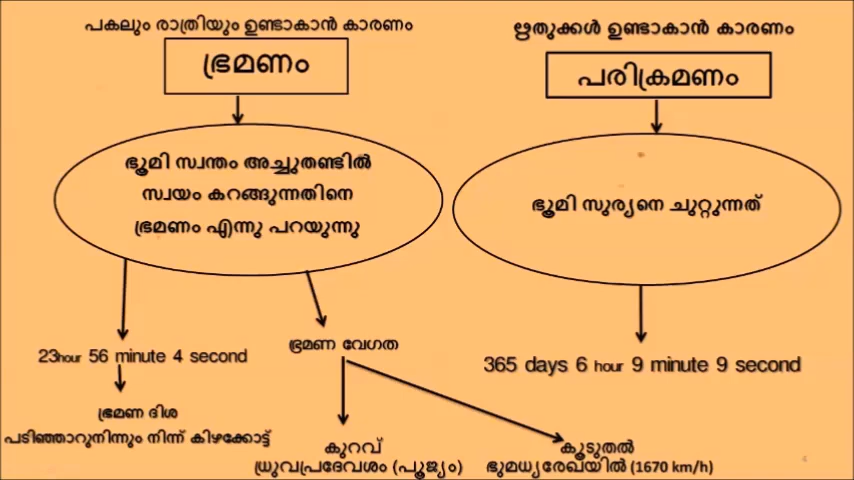 പകലും രാത്രിയും ഉണ്ടാകാൻ കാരണം
ഭ്രമണം
ഭൂമി സ്വന്തം അച്ചുതണ്ടിൽ
സ്വയം കറങ്ങുന്നതിനെ
ഭ്രമണം എന്നു പറയുന്നു
23hour 56 minute 4 second
ഭ്രമണ ദിശ
പടിഞ്ഞാറുനിന്നും നിന്ന് കിഴക്കോട്ട്
ഭ്രമണ വേഗത
കുറവ്
ധ്രുവപ്രദേവശം (പൂജ്യം)
കൂടുതൽ
ഭുമധ്യരേഖയിൽ (1670 km/h)
ഋതുക്കൾ ഉണ്ടാകാൻ കാരണം
പരിക്രമണം
ഭൂമി സുര്യനെ ചുറ്റുന്നത്
365 days 6 hour 9 minute 9 second